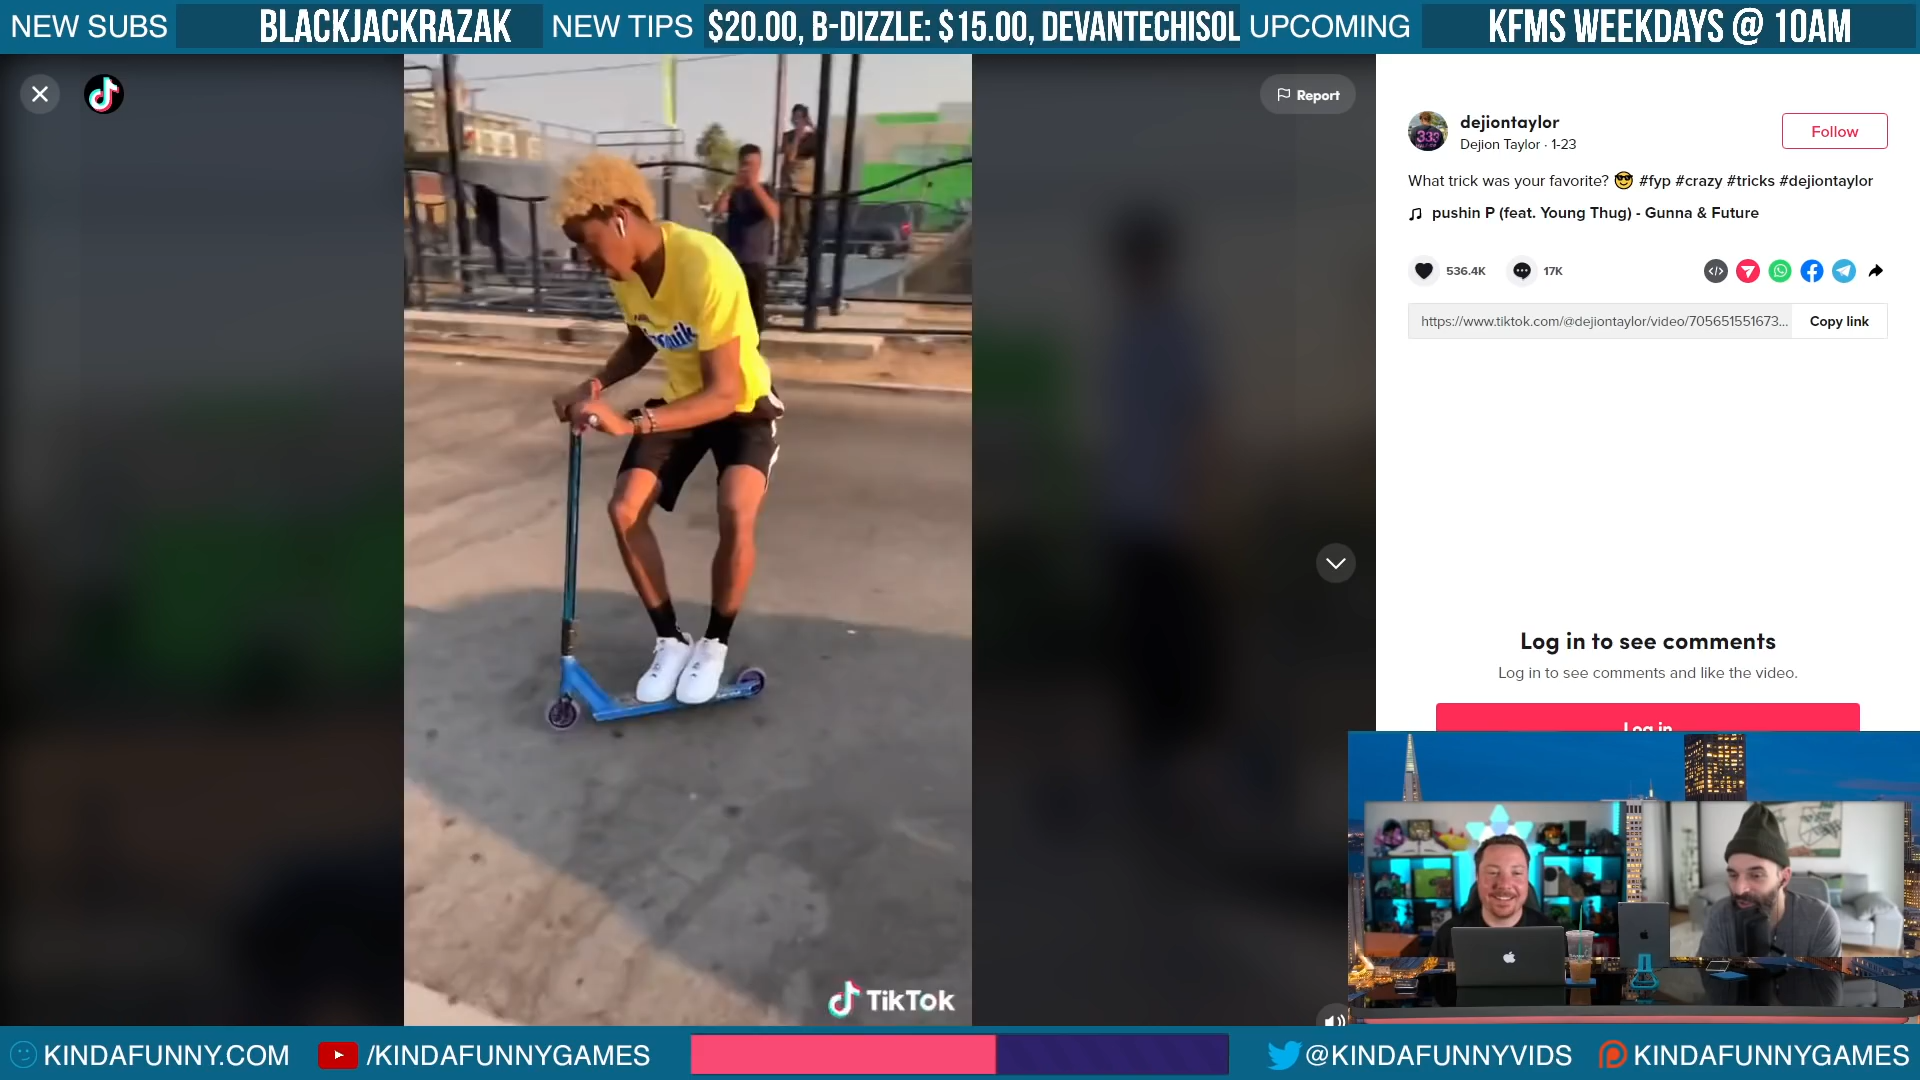 NEW SUBS
BLACKJACKRAZAK
NEW TIPS
$20.00, B-DIZZLE: $15.00, DEVANTECHISOL
UPCOMING
KFMS WEEKDAYS @ 10AM
Report
dejiontaylor
Dejion Taylor · 1-23
Follow
What trick was your favorite? 😎 #fyp #crazy #tricks #dejiontaylor
pushin P (feat. Young Thug) - Gunna & Future
536.4K
17K
https://www.tiktok.com/@dejiontaylor/video/705651551673...
Copy link
333
Log in to see comments
Log in to see comments and like the video.
Log in
TikTok
KINDAFUNNY.COM
/KINDAFUNNYGAMES
@KINDAFUNNYVIDS
KINDAFUNNYGAMES